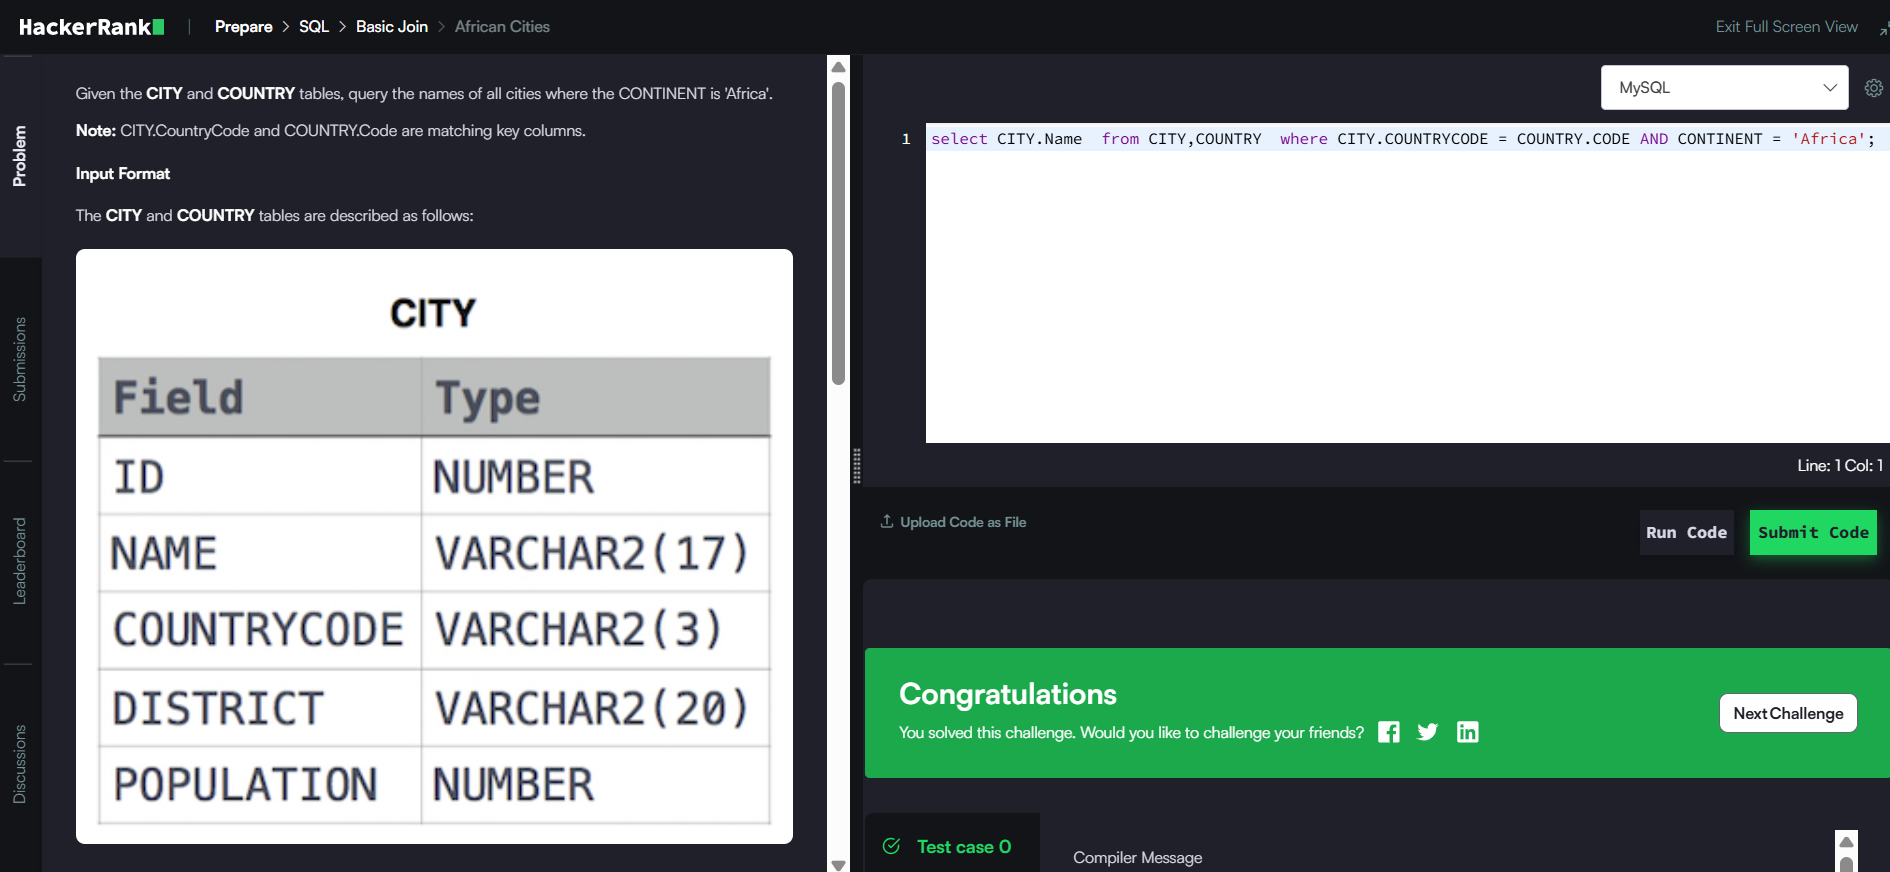 HackerRank
Prepare > SQL > Basic Join > African Cities
Exit Full Screen View
Problem
Submissions
Leaderboard
Discussions
Given the CITY and COUNTRY tables, query the names of all cities where the CONTINENT is 'Africa'.
Note: CITY.CountryCode and COUNTRY.Code are matching key columns.
Input Format
The CITY and COUNTRY tables are described as follows:
CITY
Field Type
ID NUMBER
NAME VARCHAR2(17)
COUNTRYCODE VARCHAR2(3)
DISTRICT VARCHAR2(20)
POPULATION NUMBER
MySQL
1 select CITY.Name  from CITY,COUNTRY  where CITY.COUNTRYCODE = COUNTRY.CODE AND CONTINENT = 'Africa';
Line: 1 Col: 1
Upload Code as File
Run Code
Submit Code
Congratulations
You solved this challenge. Would you like to challenge your friends?
Next Challenge
Test case 0
Compiler Message